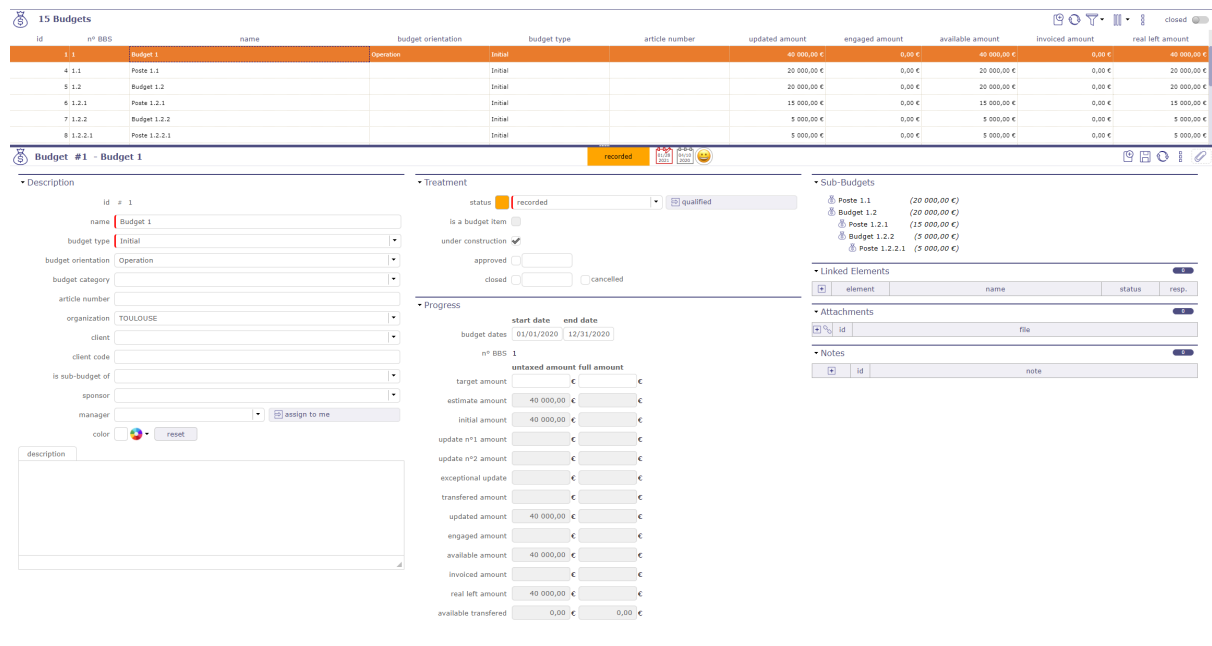 15 Budgets closed
id nº BBS name budget orientation budget type article number updated amount engaged amount available amount invoiced amount real left amount
1 1 Budget 1 Operation Initial 40 000,00 € 0,00 € 40 000,00 € 0,00 € 40 000,00 €
4 1.1 Poste 1.1 Initial 20 000,00 € 0,00 € 20 000,00 € 0,00 € 20 000,00 €
5 1.2 Budget 1.2 Initial 20 000,00 € 0,00 € 20 000,00 € 0,00 € 20 000,00 €
6 1.2.1 Poste 1.2.1 Initial 15 000,00 € 0,00 € 15 000,00 € 0,00 € 15 000,00 €
7 1.2.2 Budget 1.2.2 Initial 5 000,00 € 0,00 € 5 000,00 € 0,00 € 5 000,00 €
8 1.2.2.1 Poste 1.2.2.1 Initial 5 000,00 € 0,00 € 5 000,00 € 0,00 € 5 000,00 €
Budget #1 - Budget 1 recorded
Description
id # 1
name Budget 1
budget type Initial
budget orientation Operation
budget category
article number
organization TOULOUSE
client
client code
is sub-budget of
sponsor
manager assign to me
color reset
description
Treatment
status recorded qualified
is a budget item
under construction
approved
closed cancelled
Progress
start date end date
budget dates 01/01/2020 12/31/2020
nº BBS 1
untaxed amount full amount
target amount € €
estimate amount 40 000,00 € €
initial amount 40 000,00 € €
update nº1 amount € €
update nº2 amount € €
exceptional update € €
transfered amount € €
updated amount 40 000,00 € €
engaged amount € €
available amount 40 000,00 € €
invoiced amount € €
real left amount 40 000,00 € €
available transfered 0,00 € 0,00 €
Sub-Budgets
Poste 1.1 (20 000,00 €)
Budget 1.2 (20 000,00 €)
Poste 1.2.1 (15 000,00 €)
Budget 1.2.2 (5 000,00 €)
Poste 1.2.2.1 (5 000,00 €)
Linked Elements 0
element name status resp.
Attachments 0
id file
Notes 0
id note